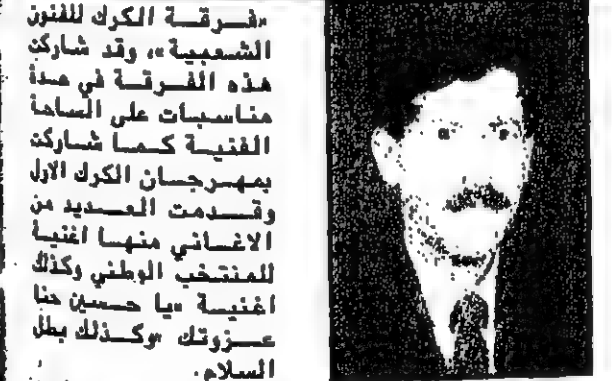 «فرقة الكرك للفنون
الشعبية»، وقد شاركت
هذه الفرقة في عدة
مناسبات على الساحة
الفنية كما شاركت
بمهرجان الكرك الاول
وقدمت العديد من
الاغاني منها اغنية
للمنتخب الوطني وكذلك
اغنية «يا حسين حنا
عزوتك «وكذلك بطل
السلام.